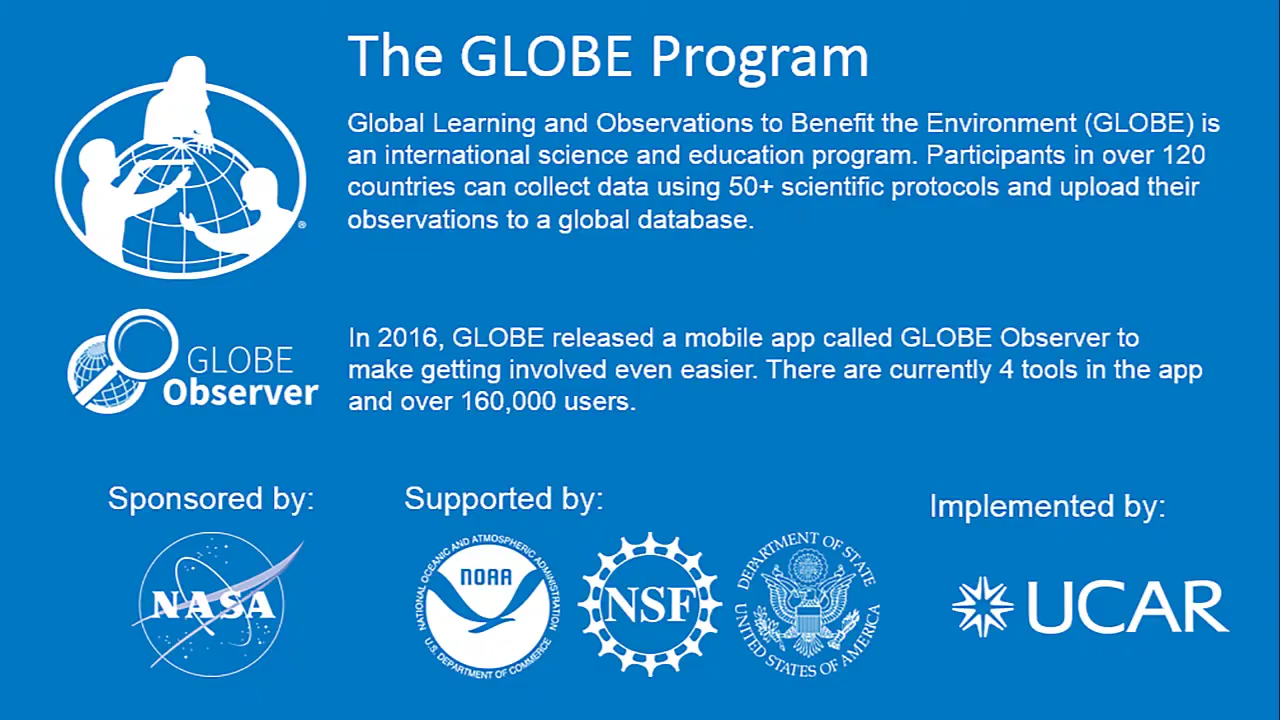 The GLOBE Program
Global Learning and Observations to Benefit the Environment (GLOBE) is
an international science and education program. Participants in over 120
countries can collect data using 50+ scientific protocols and upload their
observations to a global database.
®
GLOBE
Observer
In 2016, GLOBE released a mobile app called GLOBE Observer to
make getting involved even easier. There are currently 4 tools in the app
and over 160,000 users.
Sponsored by:
Supported by:
Implemented by:
NASA
NATIONAL OCEANIC AND ATMOSPHERIC ADMINISTRATION
NOAA
U.S. DEPARTMENT OF COMMERCE
NSF
DEPARTMENT OF STATE
UNITED STATES OF AMERICA
UCAR